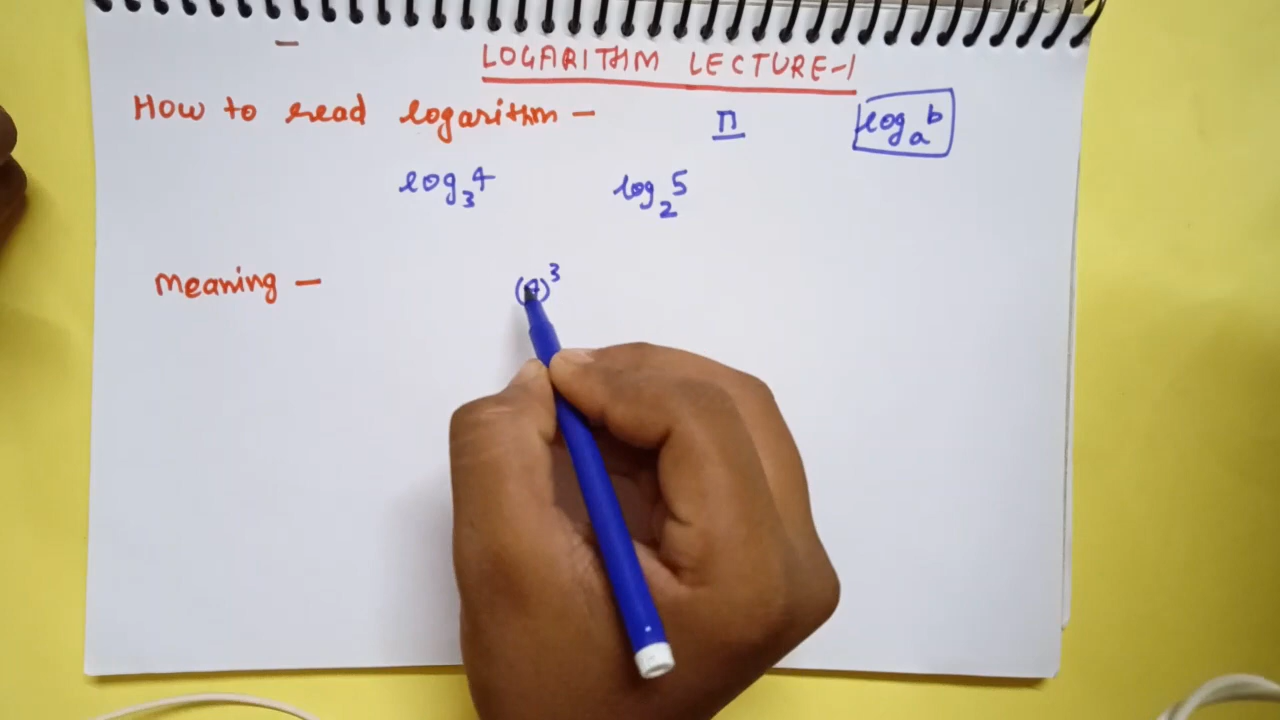 LOGARITHM LECTURE-1
How to read logarithm — n log_a b
log_3 4 log_2 5
Meaning — (4)^3